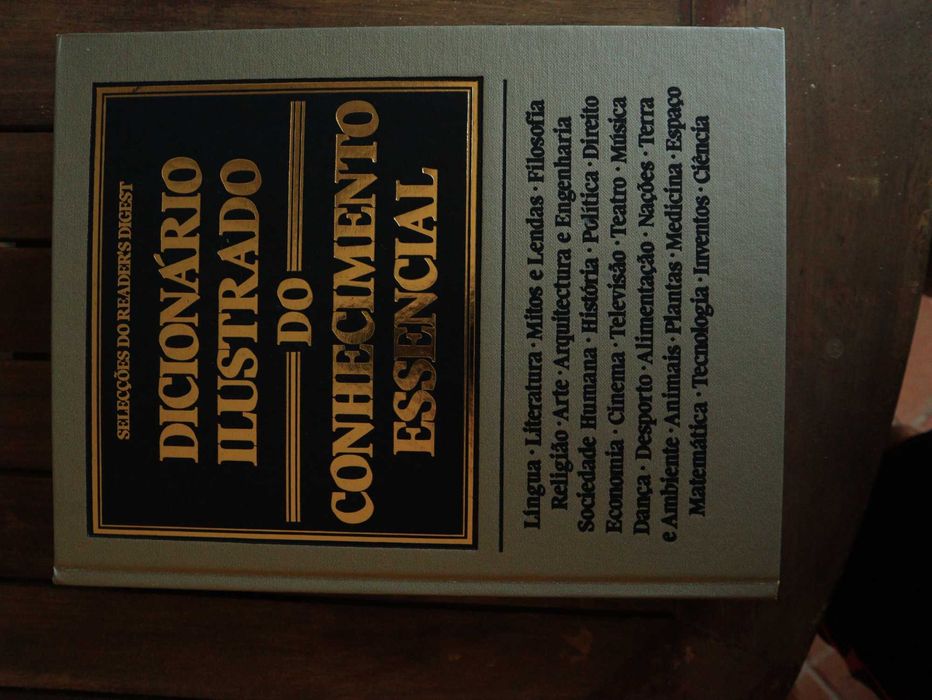 SELECÇÕES DO READER'S DIGEST
DICIONÁRIO
ILUSTRADO
DO
CONHECIMENTO
ESSENCIAL
Língua · Literatura · Mitos e Lendas · Filosofia
Religião · Arte · Arquitectura e Engenharia
Sociedade Humana · História · Política · Direito
Economia · Cinema · Televisão · Teatro · Música
Dança · Desporto · Alimentação · Nações · Terra
e Ambiente · Animais · Plantas · Medicina · Espaço
Matemática · Tecnologia · Inventos · Ciência